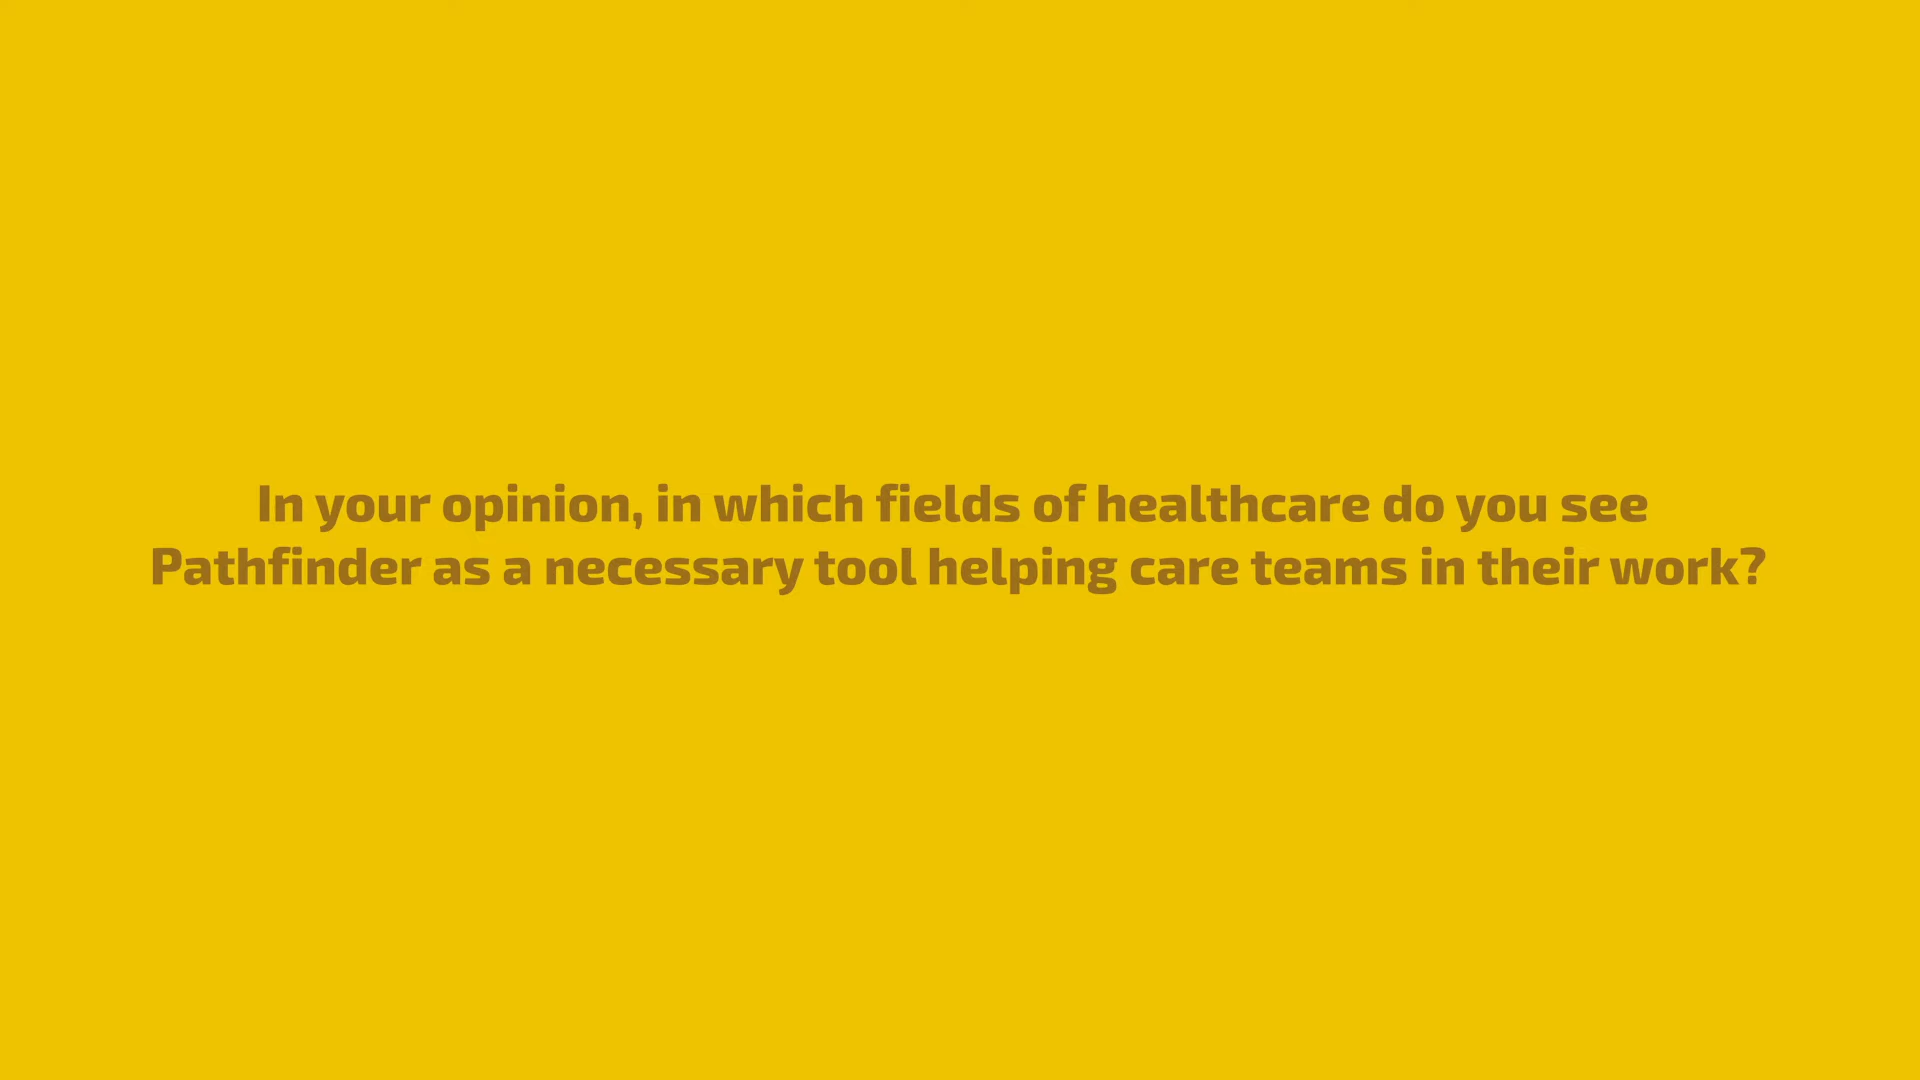 In your opinion, in which fields of healthcare do you see
Pathfinder as a necessary tool helping care teams in their work?